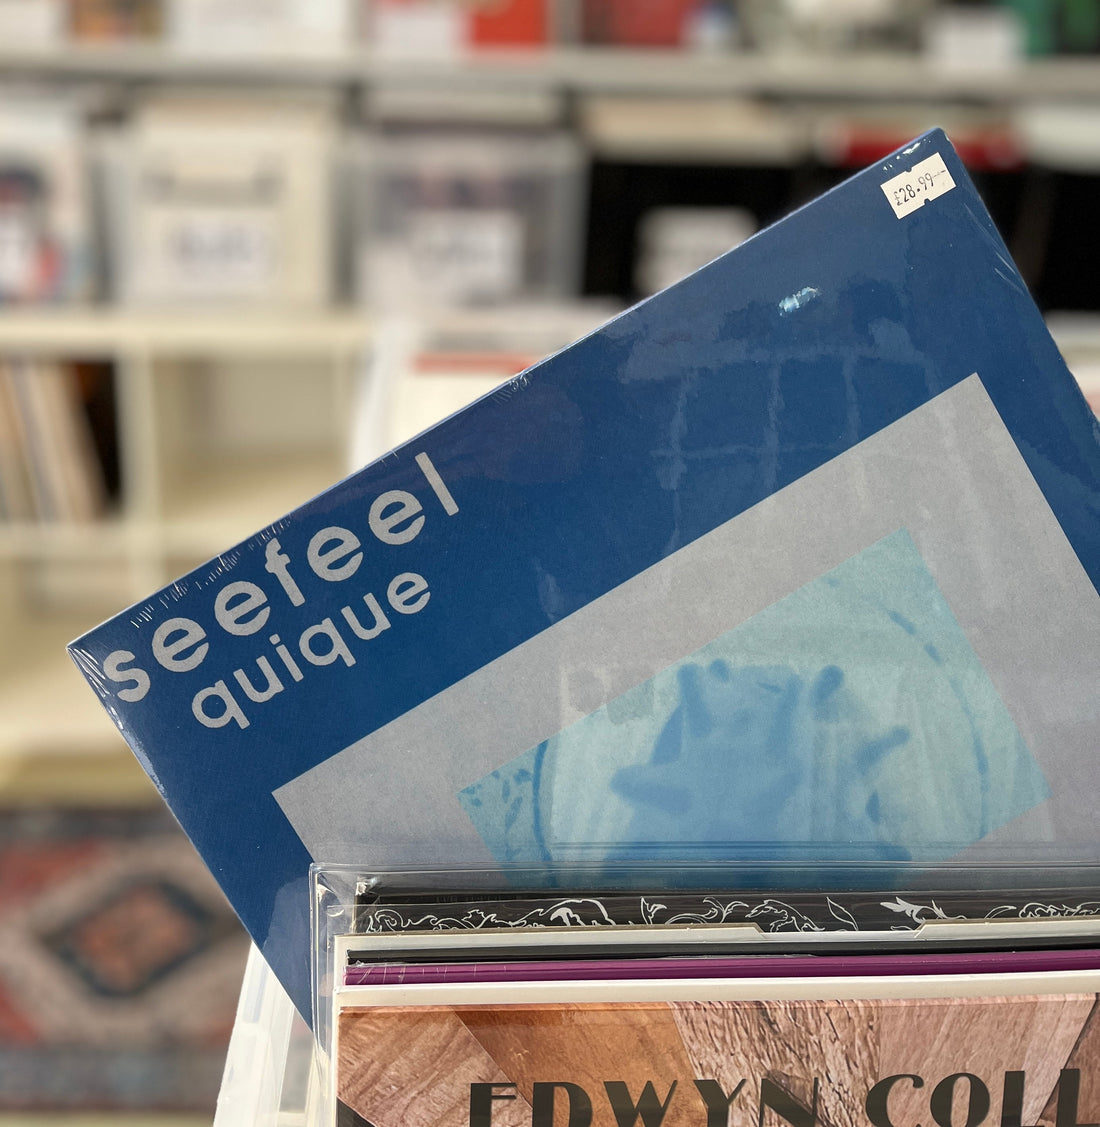 £28.99
seefeel
quique
EDWYN COLL